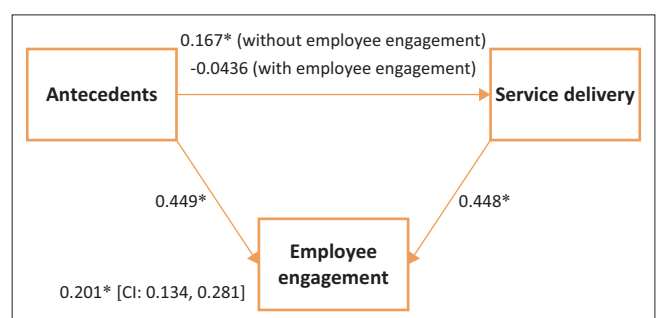 0.167* (without employee engagement)
-0.0436 (with employee engagement)
Antecedents
Service delivery
0.449*
0.448*
Employee
engagement
0.201* [CI: 0.134, 0.281]